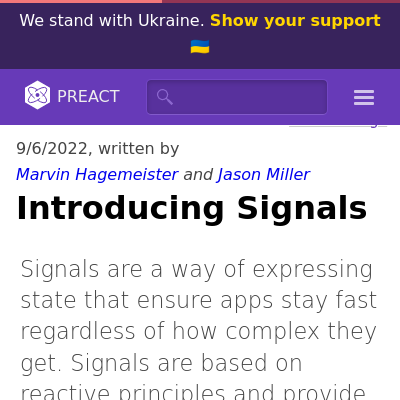 We stand with Ukraine. Show your support
🇺🇦
PREACT
9/6/2022, written by
Marvin Hagemeister and Jason Miller
Introducing Signals
Signals are a way of expressing
state that ensure apps stay fast
regardless of how complex they
get. Signals are based on
reactive principles and provide